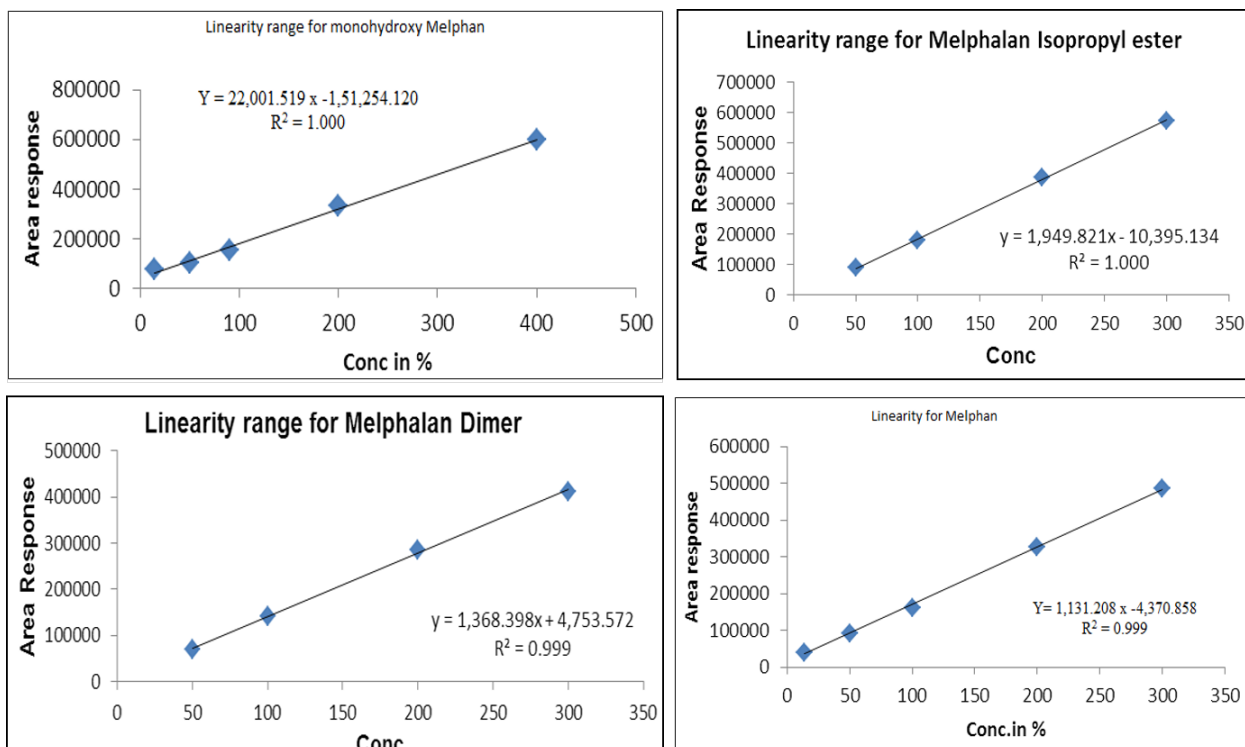 Linearity range for monohydroxy Melphan
Area response
800000
600000
400000
200000
0
Y = 22,001.519 x -1,51,254.120
R² = 1.000
0 100 200 300 400 500
Conc in %
Linearity range for Melphalan Isopropyl ester
Area Response
700000
600000
500000
400000
300000
200000
100000
0
y = 1,949.821x - 10,395.134
R² = 1.000
0 50 100 150 200 250 300 350
Conc
Linearity range for Melphalan Dimer
Area Response
500000
400000
300000
200000
100000
0
y = 1,368.398x + 4,753.572
R² = 0.999
0 50 100 150 200 250 300 350
Conc
Linearity for Melphan
Area response
600000
500000
400000
300000
200000
100000
0
Y= 1,131.208 x -4,370.858
R² = 0.999
0 50 100 150 200 250 300 350
Conc.in %